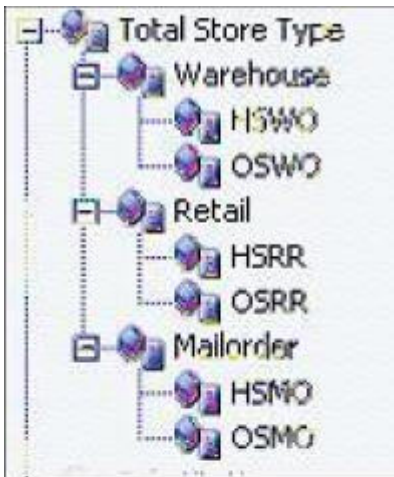 Total Store Type
Warehouse
HSWO
OSWO
Retail
HSRR
OSRR
Mailorder
HSMO
OSMO